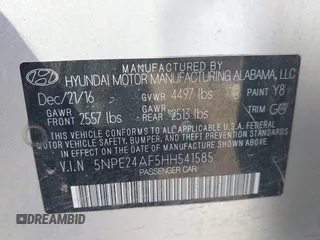 MANUFACTURED BY
HYUNDAI MOTOR MANUFACTURING ALABAMA, LLC
Dec/21/16 GVWR 4497 lbs PAINT Y8
GAWR FRONT 2557 lbs GAWR REAR 2513 lbs TRIM
THIS VEHICLE CONFORMS TO ALL APPLICABLE U.S.A. FEDERAL
MOTOR VEHICLE SAFETY, BUMPER, AND THEFT PREVENTION
STANDARDS IN EFFECT ON THE DATE OF MANUFACTURE SHOWN ABOVE.
V.I.N 5NPE24AF5HH541585
PASSENGER CAR
DREAMBID